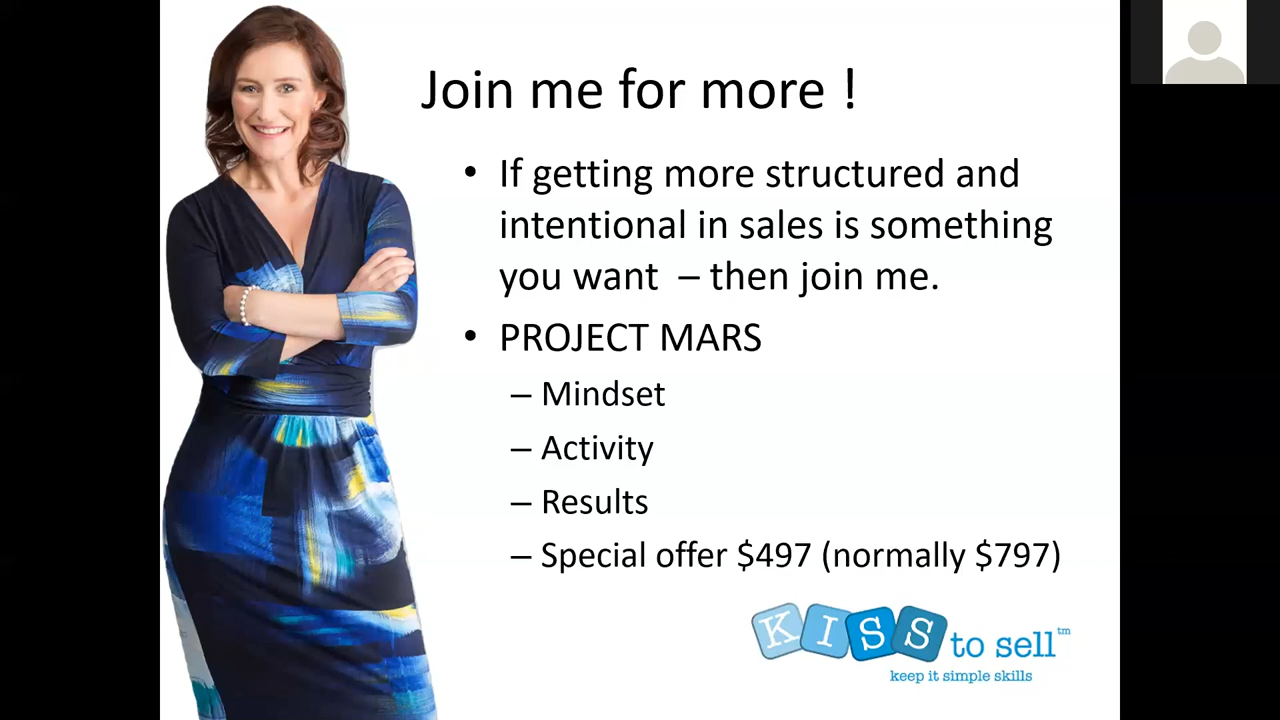 Join me for more !
• If getting more structured and
intentional in sales is something
you want – then join me.
• PROJECT MARS
– Mindset
– Activity
– Results
– Special offer $497 (normally $797)
KISS to sell™
keep it simple skills